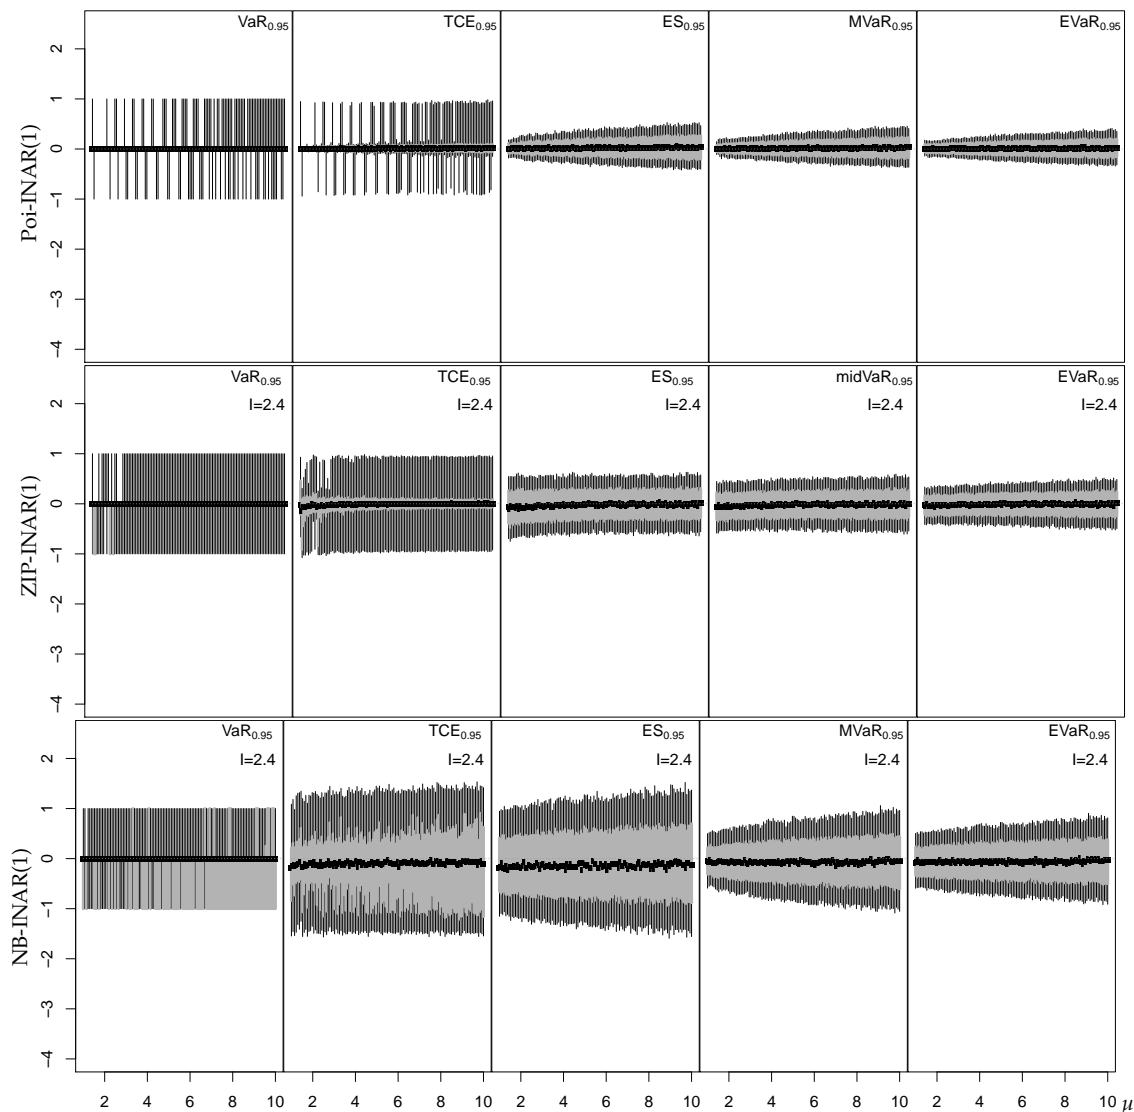 VaR0.95 TCE0.95 ES0.95 MVaR0.95 EVaR0.95
2
1
0
−1
−2
−3
−4
Poi-INAR(1)
VaR0.95 TCE0.95 ES0.95 midVaR0.95 EVaR0.95
I=2.4 I=2.4 I=2.4 I=2.4 I=2.4
2
1
0
−1
−2
−3
−4
ZIP-INAR(1)
VaR0.95 TCE0.95 ES0.95 MVaR0.95 EVaR0.95
I=2.4 I=2.4 I=2.4 I=2.4 I=2.4
2
1
0
−1
−2
−3
−4
NB-INAR(1)
2 4 6 8 10 2 4 6 8 10 2 4 6 8 10 2 4 6 8 10 2 4 6 8 10 μ